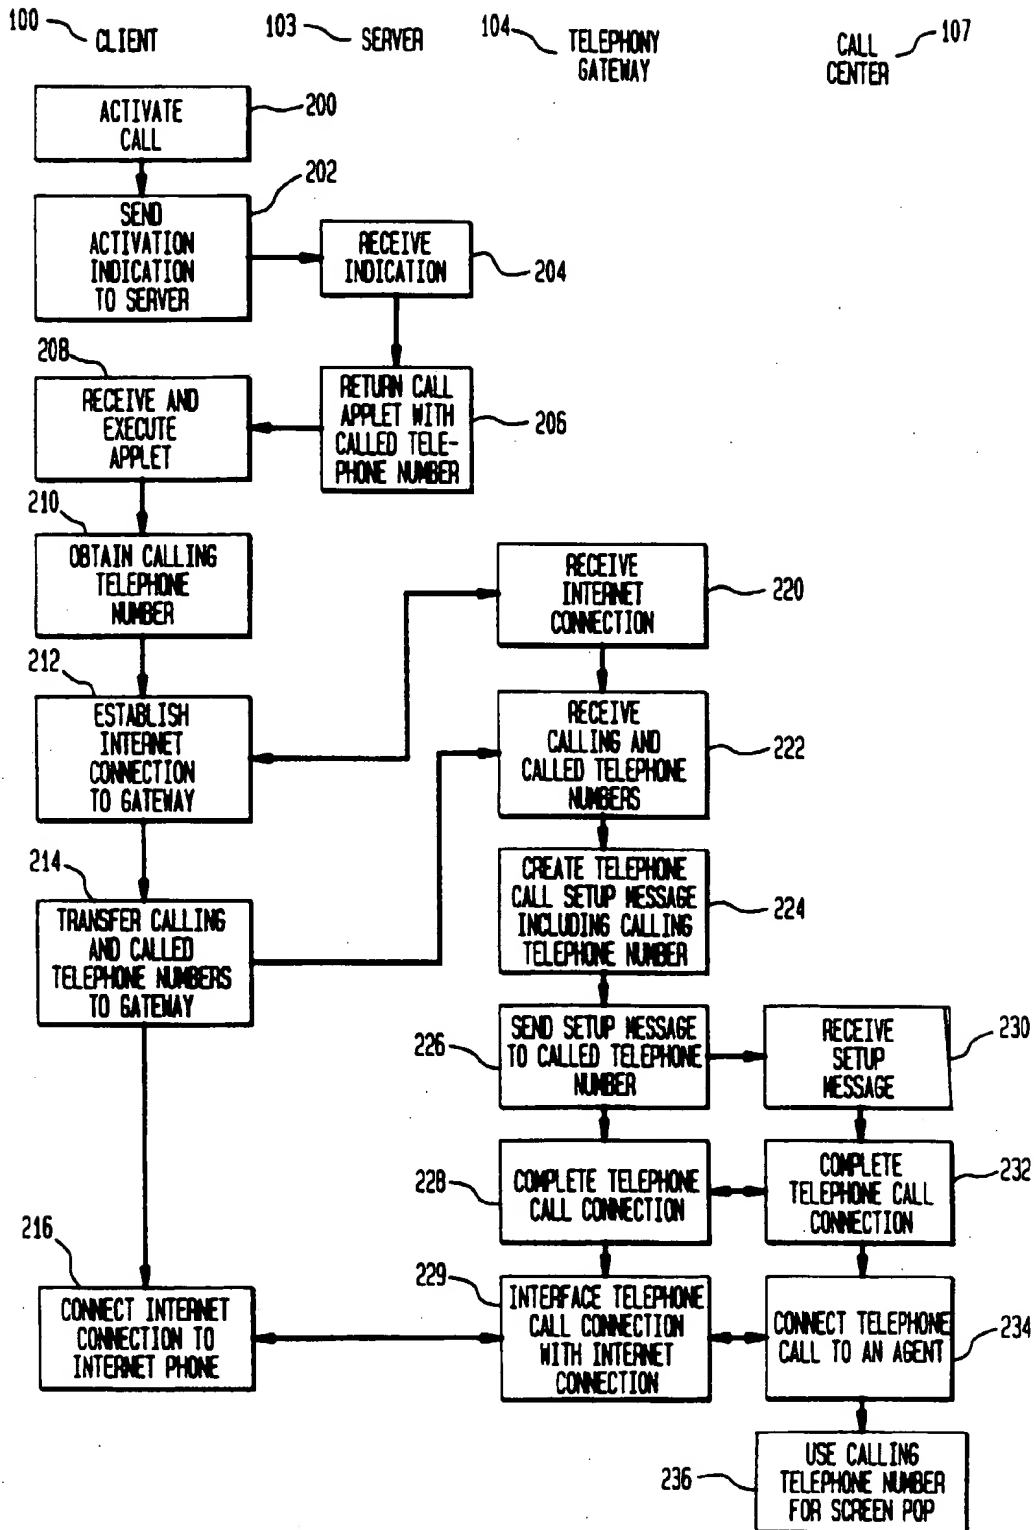 100
CLIENT
103
SERVER
104
TELEPHONY
GATEWAY
CALL
CENTER
107
ACTIVATE
CALL
200
SEND
ACTIVATION
INDICATION
TO SERVER
202
RECEIVE
INDICATION
204
208
RECEIVE AND
EXECUTE
APPLET
RETURN CALL
APPLET WITH
CALLED TELE-
PHONE NUMBER
206
210
OBTAIN CALLING
TELEPHONE
NUMBER
RECEIVE
INTERNET
CONNECTION
220
212
ESTABLISH
INTERNET
CONNECTION
TO GATEWAY
RECEIVE
CALLING AND
CALLED TELEPHONE
NUMBERS
222
214
TRANSFER CALLING
AND CALLED
TELEPHONE NUMBERS
TO GATEWAY
CREATE TELEPHONE
CALL SETUP MESSAGE
INCLUDING CALLING
TELEPHONE NUMBER
224
226
SEND SETUP MESSAGE
TO CALLED TELEPHONE
NUMBER
RECEIVE
SETUP
MESSAGE
230
228
COMPLETE TELEPHONE
CALL CONNECTION
COMPLETE
TELEPHONE CALL
CONNECTION
232
216
CONNECT INTERNET
CONNECTION TO
INTERNET PHONE
229
INTERFACE TELEPHONE
CALL CONNECTION
WITH INTERNET
CONNECTION
CONNECT TELEPHONE
CALL TO AN AGENT
234
236
USE CALLING
TELEPHONE NUMBER
FOR SCREEN POP